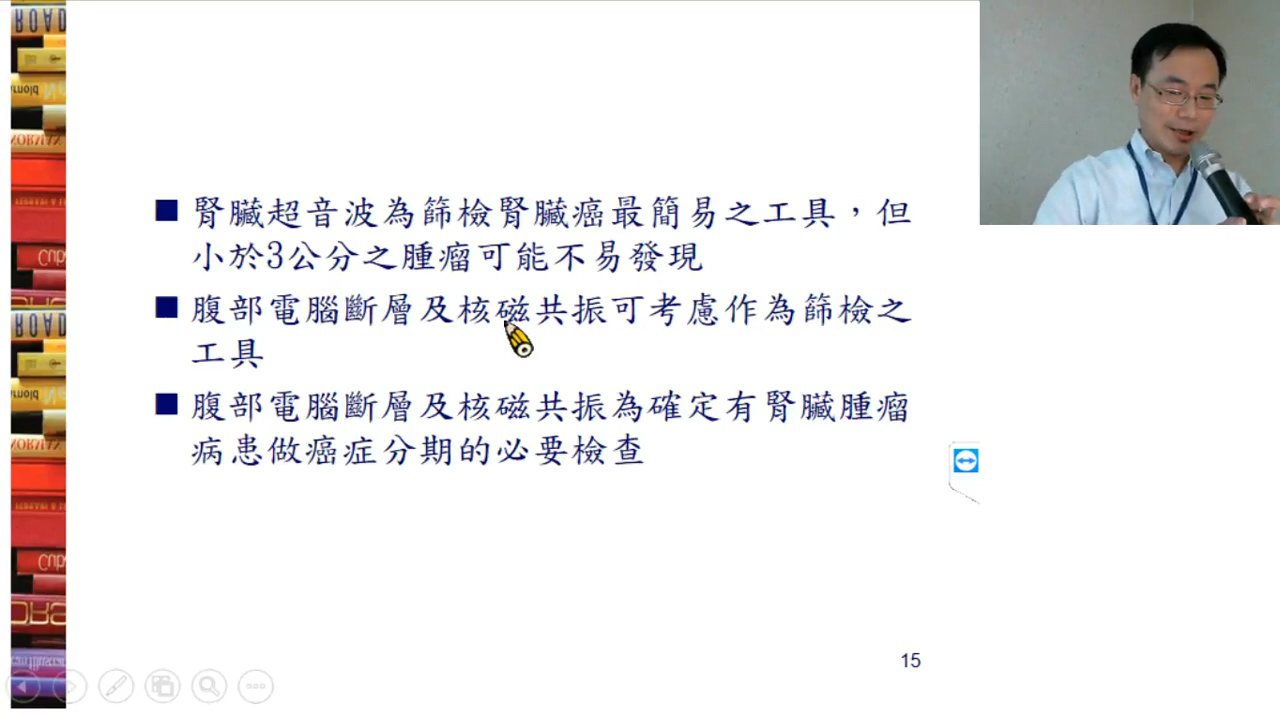 腎臟超音波為篩檢腎臟癌最簡易之工具，但
小於3公分之腫瘤可能不易發現
腹部電腦斷層及核磁共振可考慮作為篩檢之
工具
腹部電腦斷層及核磁共振為確定有腎臟腫瘤
病患做癌症分期的必要檢查
15